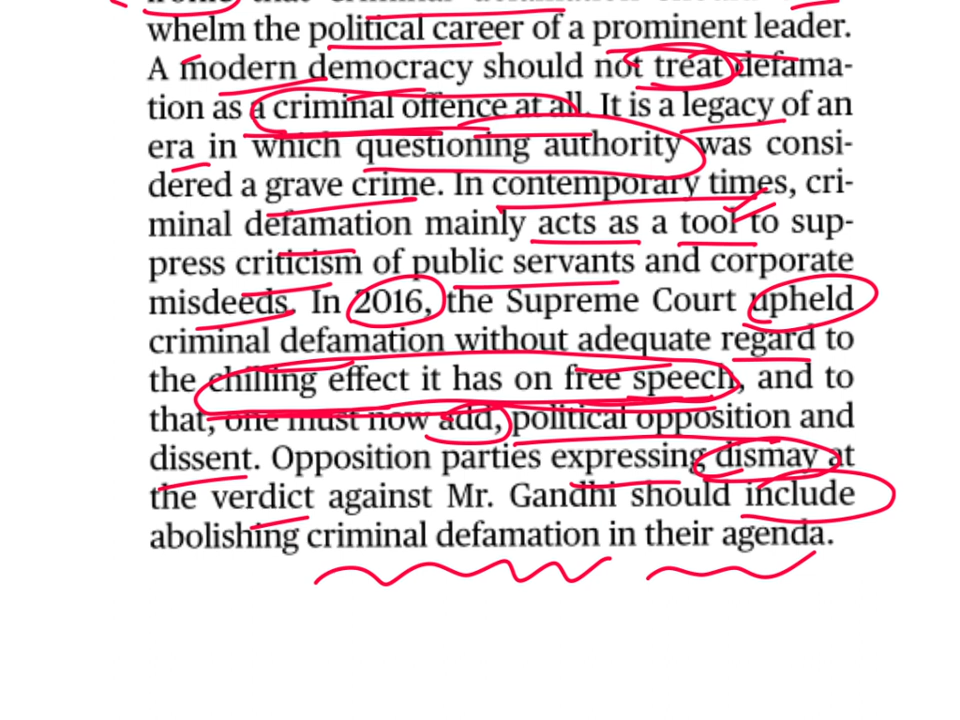 whelm the political career of a prominent leader.
A modern democracy should not treat defama-
tion as a criminal offence at all. It is a legacy of an
era in which questioning authority was consi-
dered a grave crime. In contemporary times, cri-
minal defamation mainly acts as a tool to sup-
press criticism of public servants and corporate
misdeeds. In 2016, the Supreme Court upheld
criminal defamation without adequate regard to
the chilling effect it has on free speech, and to
that, one must now add, political opposition and
dissent. Opposition parties expressing dismay at
the verdict against Mr. Gandhi should include
abolishing criminal defamation in their agenda.